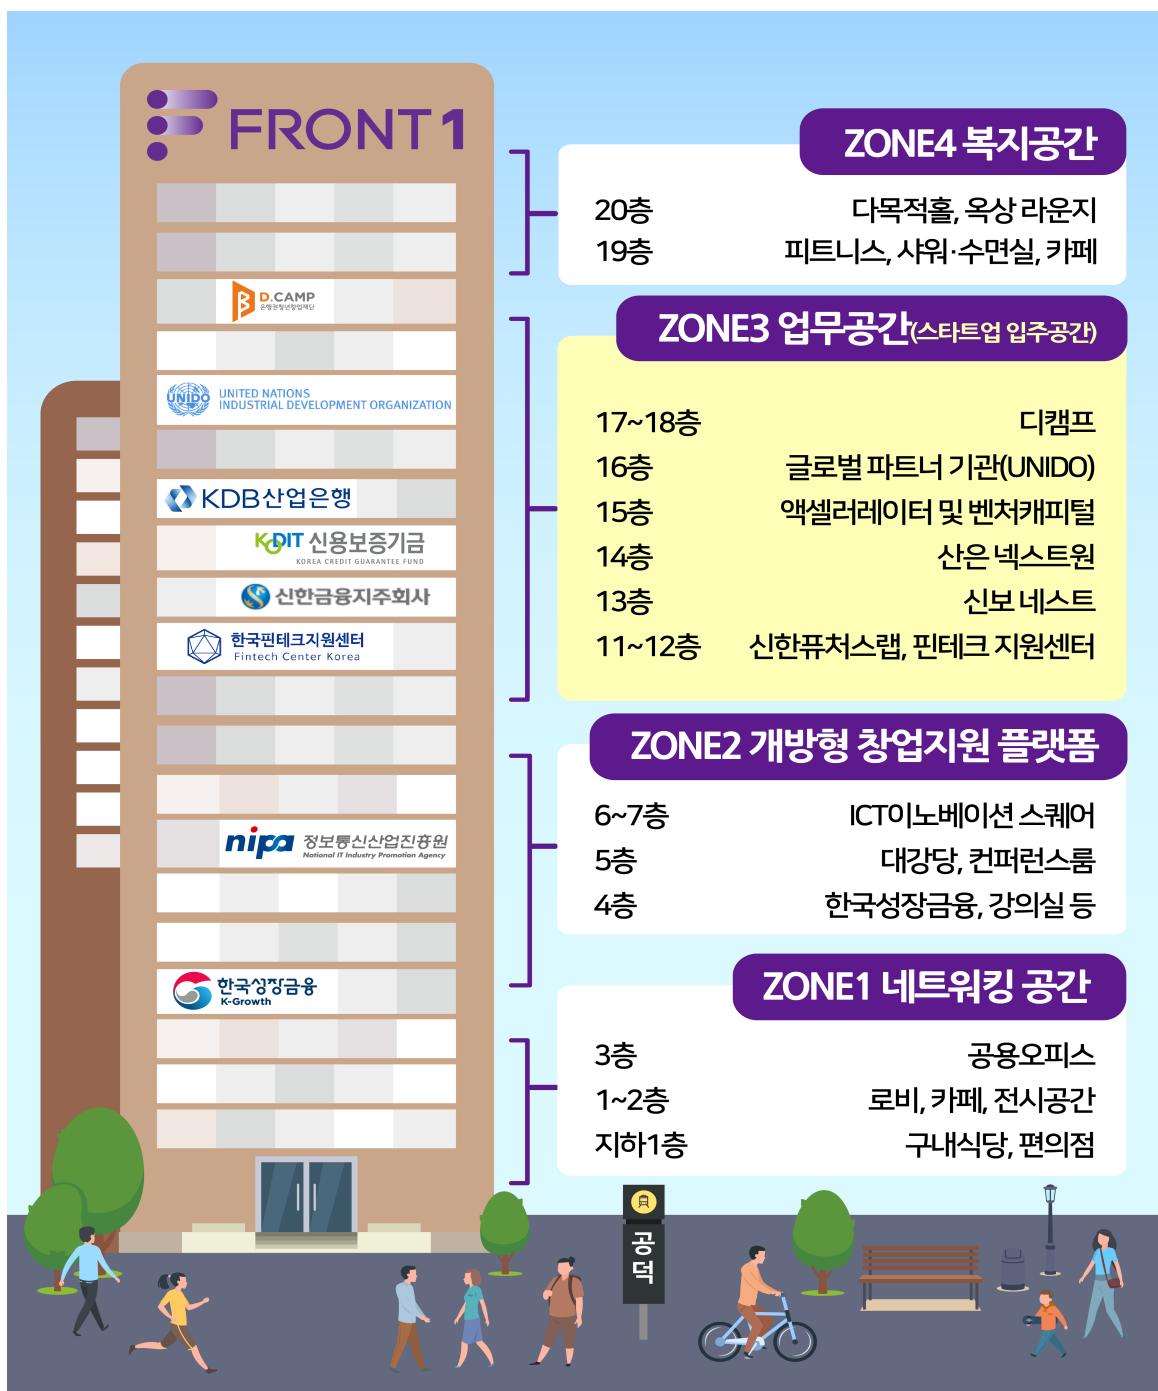 FRONT1
D.CAMP
은행권청년창업재단
UNIDO
UNITED NATIONS
INDUSTRIAL DEVELOPMENT ORGANIZATION
KDB산업은행
KODIT 신용보증기금
KOREA CREDIT GUARANTEE FUND
신한금융지주회사
한국핀테크지원센터
Fintech Center Korea
nipa 정보통신산업진흥원
National IT Industry Promotion Agency
한국성장금융
K-Growth
ZONE4 복지공간
20층 다목적홀, 옥상 라운지
19층 피트니스, 샤워·수면실, 카페
ZONE3 업무공간(스타트업 입주공간)
17~18층 디캠프
16층 글로벌 파트너 기관(UNIDO)
15층 액셀러레이터 및 벤처캐피털
14층 산은 넥스트원
13층 신보 네스트
11~12층 신한퓨처스랩, 핀테크 지원센터
ZONE2 개방형 창업지원 플랫폼
6~7층 ICT이노베이션 스퀘어
5층 대강당, 컨퍼런스룸
4층 한국성장금융, 강의실 등
ZONE1 네트워킹 공간
3층 공용오피스
1~2층 로비, 카페, 전시공간
지하1층 구내식당, 편의점
공덕